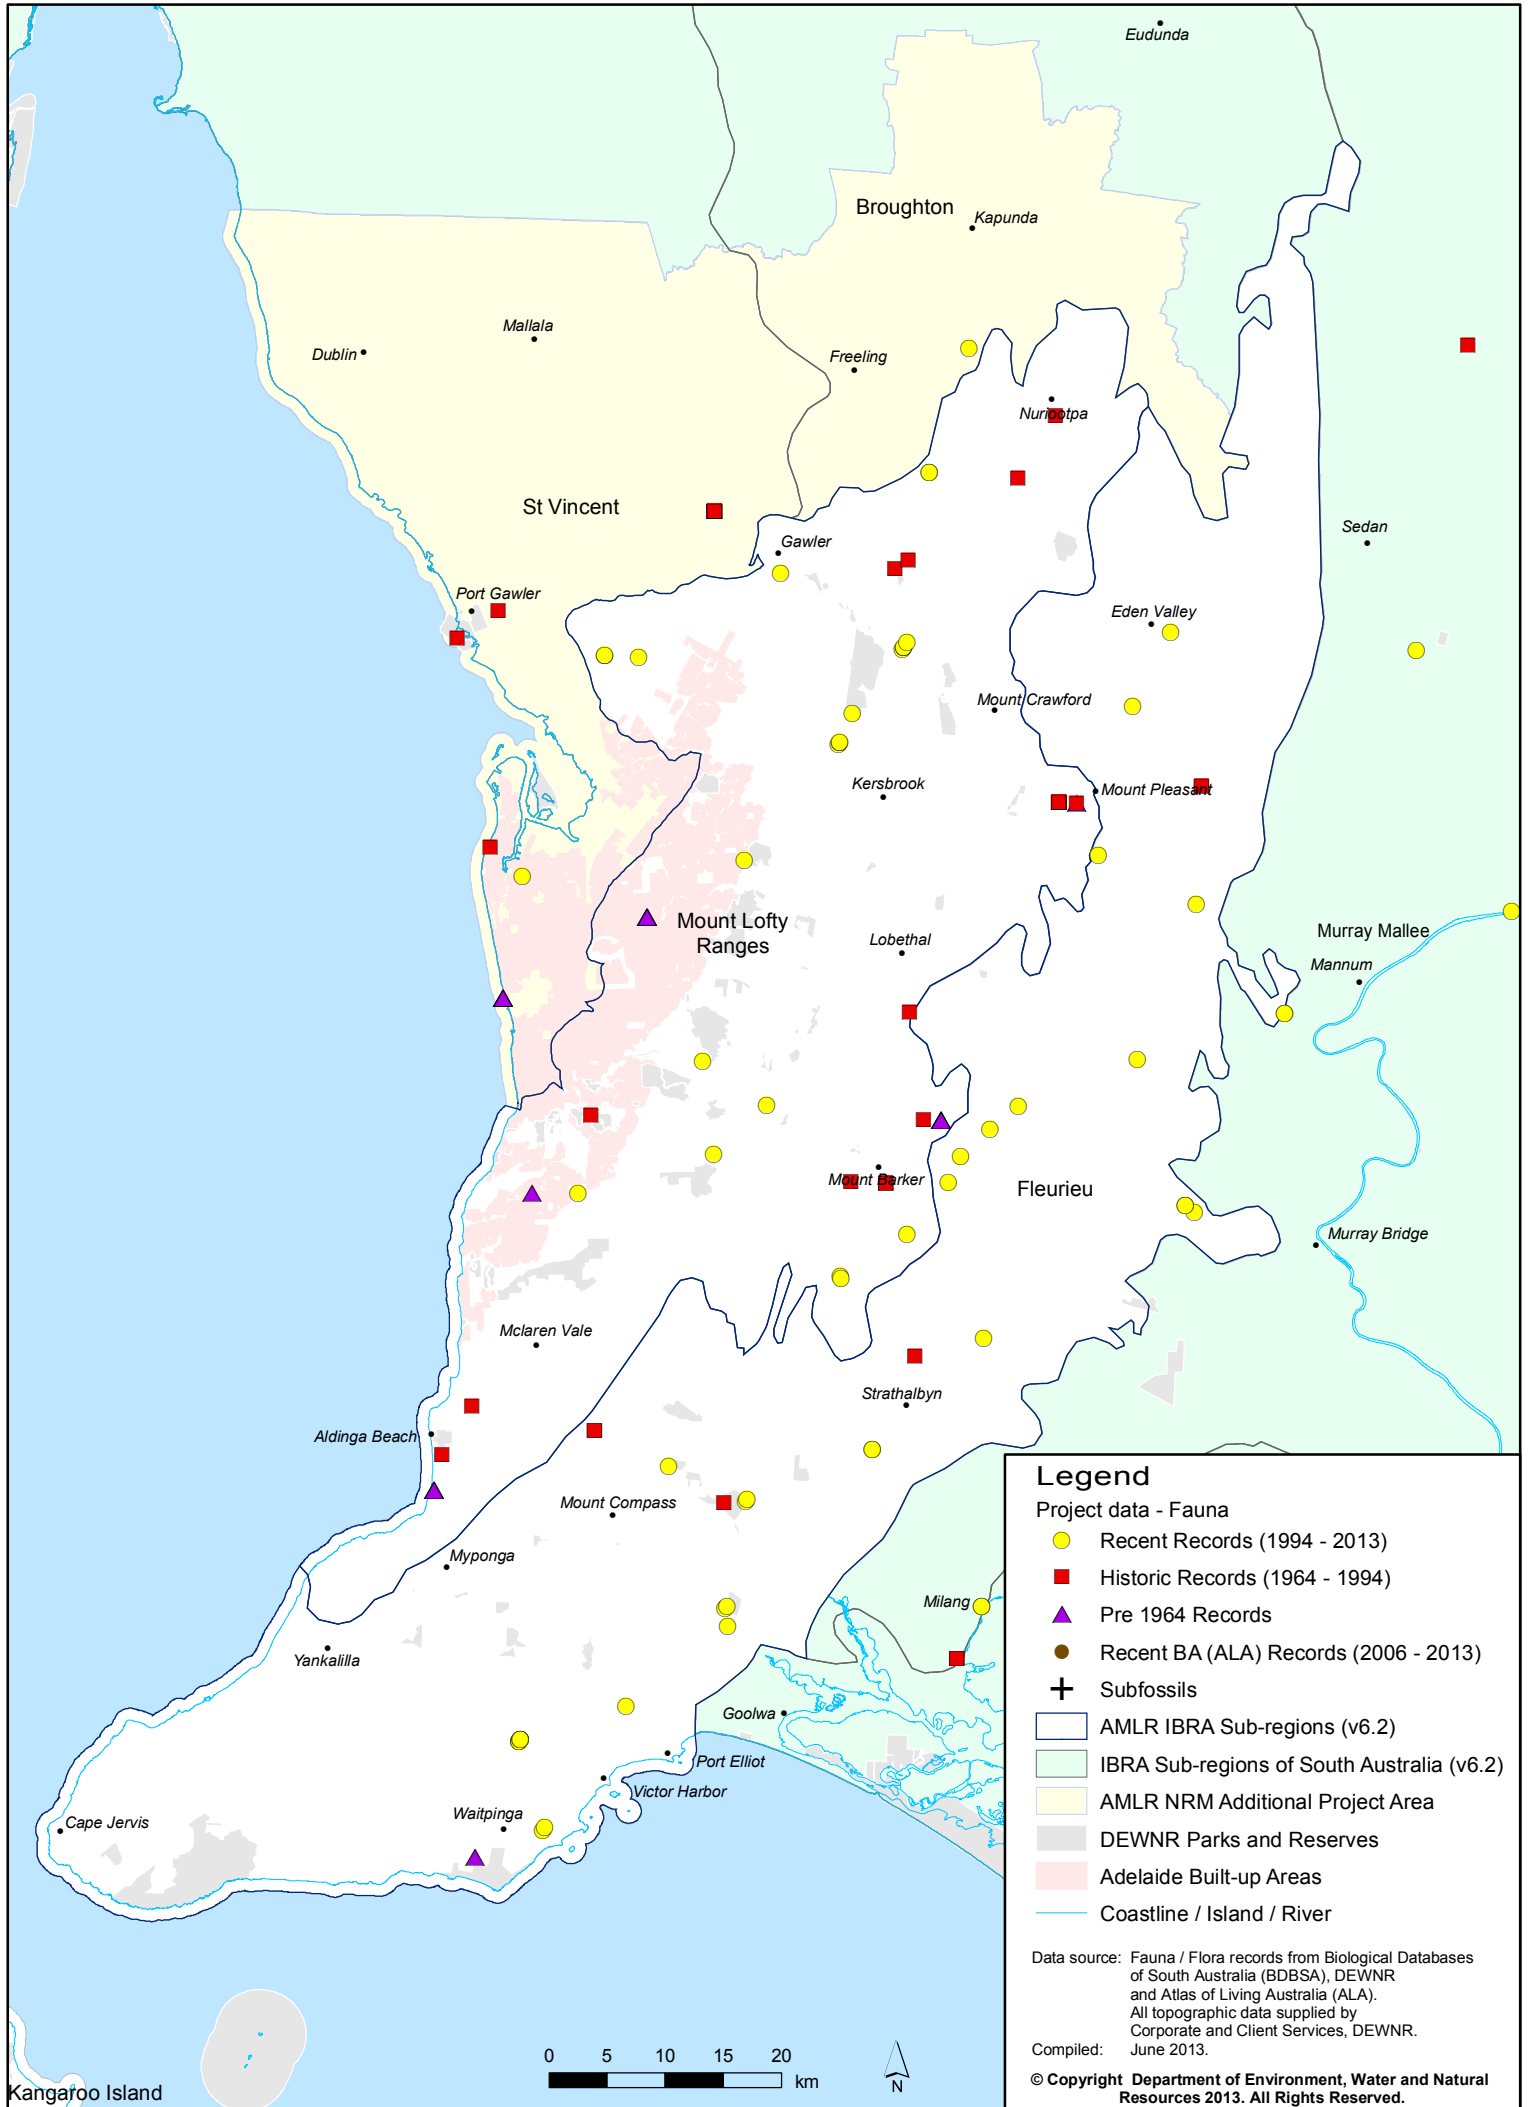 Eudunda
Broughton
Kapunda
Mallala
Dublin
Freeling
Nuriootpa
St Vincent
Sedan
Gawler
Port Gawler
Eden Valley
Mount Crawford
Kersbrook
Mount Pleasant
Mount Lofty
Ranges
Lobethal
Murray Mallee
Mannum
Mount Barker
Fleurieu
Murray Bridge
Mclaren Vale
Strathalbyn
Aldinga Beach
Mount Compass
Myponga
Milang
Yankalilla
Goolwa
Port Elliot
Victor Harbor
Waitpinga
Cape Jervis
Kangaroo Island
0 5 10 15 20
km
N
Legend
Project data - Fauna
Recent Records (1994 - 2013)
Historic Records (1964 - 1994)
Pre 1964 Records
Recent BA (ALA) Records (2006 - 2013)
Subfossils
AMLR IBRA Sub-regions (v6.2)
IBRA Sub-regions of South Australia (v6.2)
AMLR NRM Additional Project Area
DEWNR Parks and Reserves
Adelaide Built-up Areas
Coastline / Island / River
Data source: Fauna / Flora records from Biological Databases
of South Australia (BDBSA), DEWNR
and Atlas of Living Australia (ALA).
All topographic data supplied by
Corporate and Client Services, DEWNR.
Compiled: June 2013.
© Copyright Department of Environment, Water and Natural
Resources 2013. All Rights Reserved.